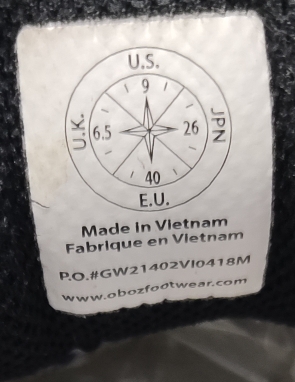 U.S.
9
U.K. 6.5 26 JPN
40
E.U.
Made in Vietnam
Fabrique en Vietnam
P.O.#GW21402VI0418M
www.obozfootwear.com